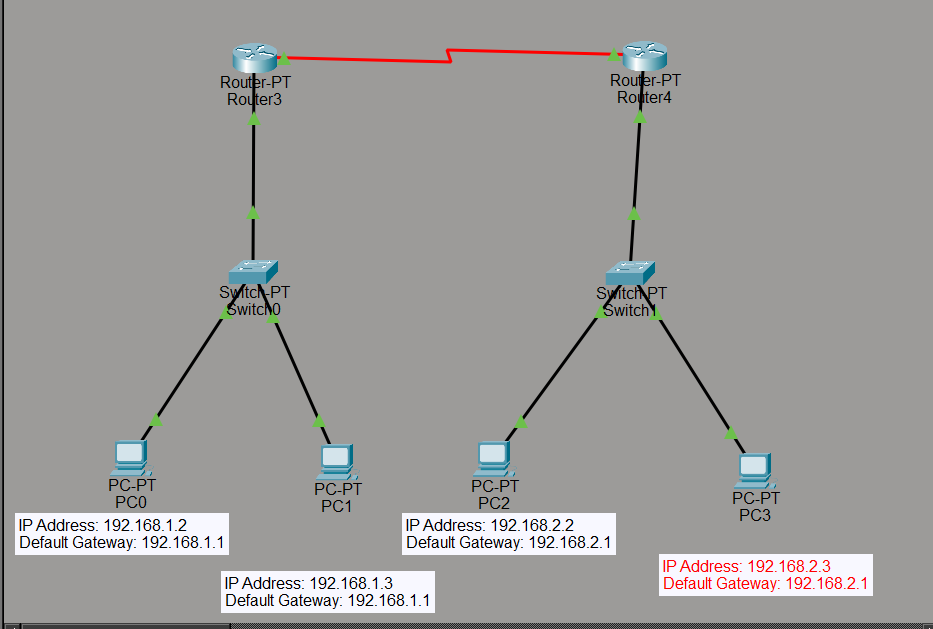 Router-PT
Router3
Router-PT
Router4
Switch-PT
Switch0
Switch-PT
Switch1
PC-PT
PC0
PC-PT
PC1
PC-PT
PC2
PC-PT
PC3
IP Address: 192.168.1.2
Default Gateway: 192.168.1.1
IP Address: 192.168.1.3
Default Gateway: 192.168.1.1
IP Address: 192.168.2.2
Default Gateway: 192.168.2.1
IP Address: 192.168.2.3
Default Gateway: 192.168.2.1